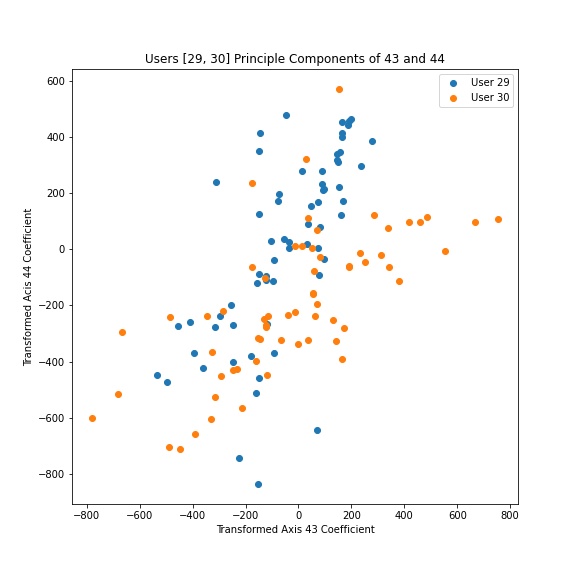 Users [29, 30] Principle Components of 43 and 44
User 29
User 30
600
400
200
0
−200
−400
−600
−800
Transformed Acis 44 Coefficient
−800 −600 −400 −200 0 200 400 600 800
Transformed Axis 43 Coefficient